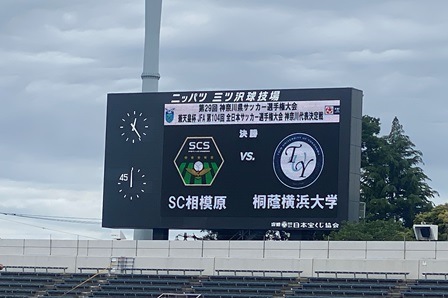 ニッパツ 三ツ沢球技場
第29回 神奈川県サッカー選手権大会
兼天皇杯 JFA 第104回 全日本サッカー選手権大会 神奈川代表決定戦
決勝
SCS VS. TUY
SC相模原 桐蔭横浜大学
45
日本宝くじ協会